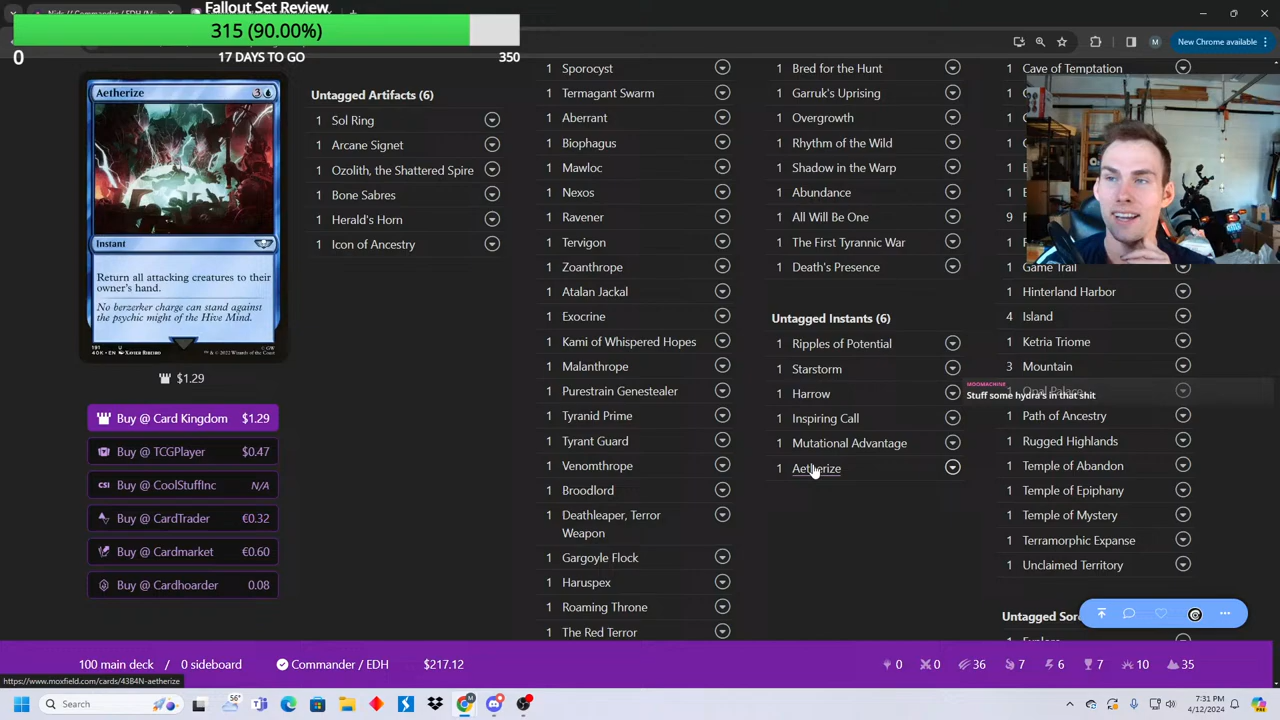 Fallout Set Review
315 (90.00%)
0
17 DAYS TO GO
350
New Chrome available
Aetherize
3
Instant
Return all attacking creatures to their
owner's hand.
No berzerker charge can stand against
the psychic might of the Hive Mind.
$1.29
Buy @ Card Kingdom $1.29
Buy @ TCGPlayer $0.47
CSI Buy @ CoolStuffInc N/A
Buy @ CardTrader €0.32
Buy @ Cardmarket €0.60
Buy @ Cardhoarder 0.08
Untagged Artifacts (6)
1 Sol Ring
1 Arcane Signet
1 Ozolith, the Shattered Spire
1 Bone Sabres
1 Herald's Horn
1 Icon of Ancestry
1 Sporocyst
1 Termagant Swarm
1 Aberrant
1 Biophagus
1 Mawloc
1 Nexos
1 Ravener
1 Tervigon
1 Zoanthrope
1 Atalan Jackal
1 Exocrine
1 Kami of Whispered Hopes
1 Malanthrope
1 Purestrain Genestealer
1 Tyranid Prime
1 Tyrant Guard
1 Venomthrope
1 Broodlord
1 Deathleaper, Terror
Weapon
1 Gargoyle Flock
1 Haruspex
1 Roaming Throne
1 The Red Terror
1 Bred for the Hunt
1 Garruk's Uprising
1 Overgrowth
1 Rhythm of the Wild
1 Shadow in the Warp
1 Abundance
1 All Will Be One
1 The First Tyrannic War
1 Death's Presence
Untagged Instants (6)
1 Ripples of Potential
1 Starstorm
1 Harrow
1 Inspiring Call
1 Mutational Advantage
1 Aetherize
1 Cave of Temptation
9
1 Game Trail
1 Hinterland Harbor
4 Island
1 Ketria Triome
3 Mountain
MOOMACHINE
Stuff some hydra's in that shit
1 Opal Palace
1 Path of Ancestry
1 Rugged Highlands
1 Temple of Abandon
1 Temple of Epiphany
1 Temple of Mystery
1 Terramorphic Expanse
1 Unclaimed Territory
100 main deck / 0 sideboard
Commander / EDH
$217.12
0
0
36
7
6
7
10
35
https://www.moxfield.com/cards/43B4N-aetherize
Search
56°
7:31 PM
4/12/2024